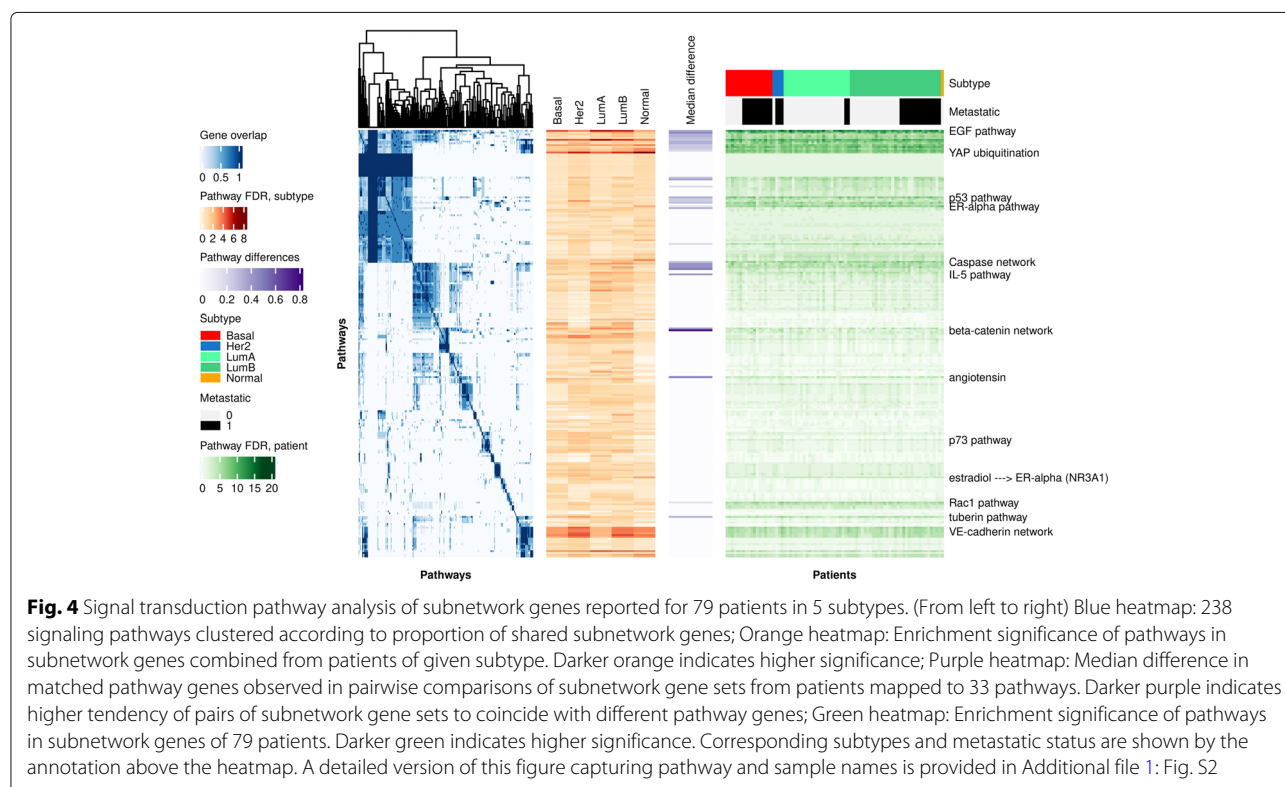 Gene overlap
0 0.5 1
Pathway FDR, subtype
0 2 4 6 8
Pathway differences
0 0.2 0.4 0.6 0.8
Subtype
Basal
Her2
LumA
LumB
Normal
Metastatic
0
1
Pathway FDR, patient
0 5 10 15 20
Pathways
Pathways
Basal
Her2
LumA
LumB
Normal
Median difference
Subtype
Metastatic
EGF pathway
YAP ubiquitination
p53 pathway
ER-alpha pathway
Caspase network
IL-5 pathway
beta-catenin network
angiotensin
p73 pathway
estradiol ---> ER-alpha (NR3A1)
Rac1 pathway
tuberin pathway
VE-cadherin network
Patients
Fig. 4 Signal transduction pathway analysis of subnetwork genes reported for 79 patients in 5 subtypes. (From left to right) Blue heatmap: 238
signaling pathways clustered according to proportion of shared subnetwork genes; Orange heatmap: Enrichment significance of pathways in
subnetwork genes combined from patients of given subtype. Darker orange indicates higher significance; Purple heatmap: Median difference in
matched pathway genes observed in pairwise comparisons of subnetwork gene sets from patients mapped to 33 pathways. Darker purple indicates
higher tendency of pairs of subnetwork gene sets to coincide with different pathway genes; Green heatmap: Enrichment significance of pathways
in subnetwork genes of 79 patients. Darker green indicates higher significance. Corresponding subtypes and metastatic status are shown by the
annotation above the heatmap. A detailed version of this figure capturing pathway and sample names is provided in Additional file 1: Fig. S2